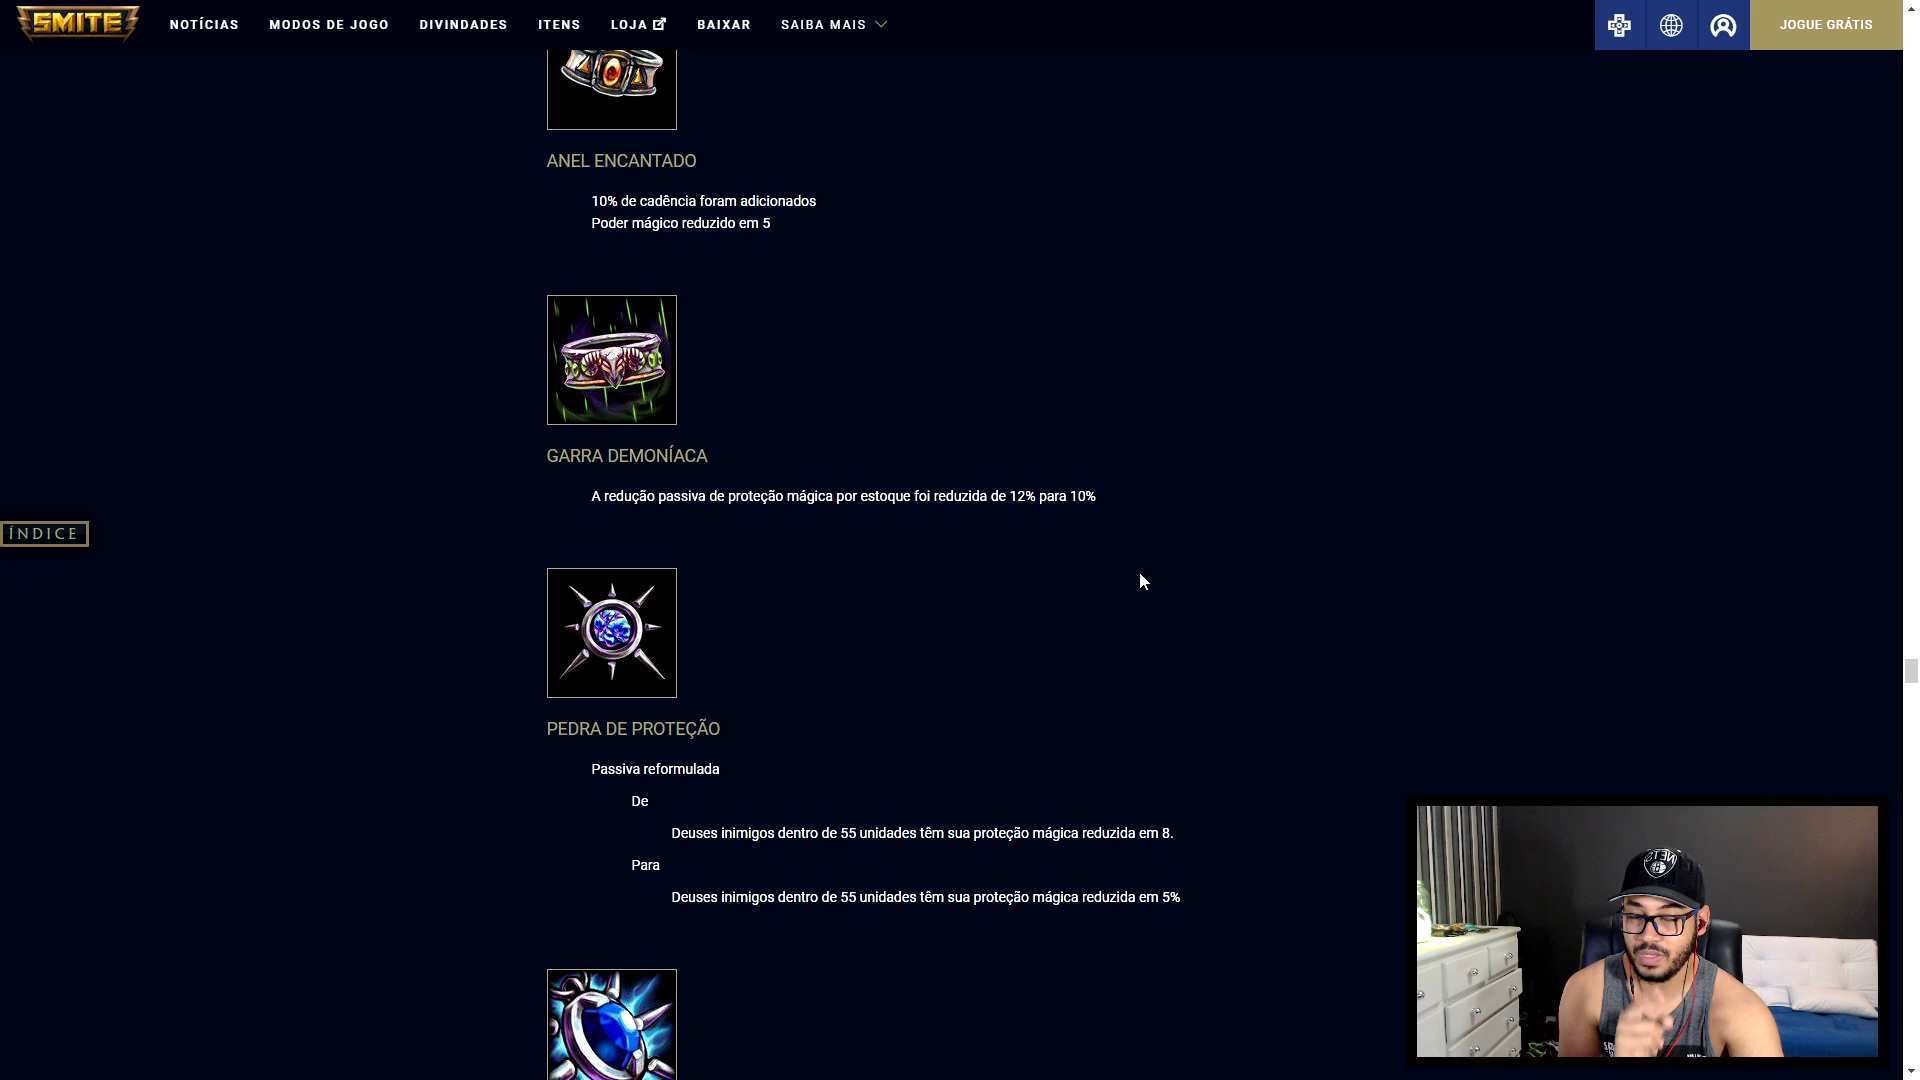 SMITE
NOTÍCIAS MODOS DE JOGO DIVINDADES ITENS LOJA BAIXAR SAIBA MAIS JOGUE GRÁTIS
ANEL ENCANTADO
10% de cadência foram adicionados
Poder mágico reduzido em 5
GARRA DEMONÍACA
A redução passiva de proteção mágica por estoque foi reduzida de 12% para 10%
ÍNDICE
PEDRA DE PROTEÇÃO
Passiva reformulada
De
Deuses inimigos dentro de 55 unidades têm sua proteção mágica reduzida em 8.
Para
Deuses inimigos dentro de 55 unidades têm sua proteção mágica reduzida em 5%
NETS